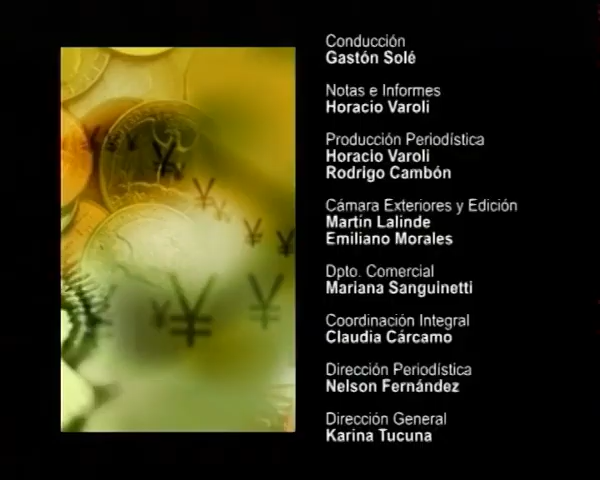 Conducción
Gastón Solé
Notas e Informes
Horacio Varoli
Producción Periodística
Horacio Varoli
Rodrigo Cambón
Cámara Exteriores y Edición
Martín Lalinde
Emiliano Morales
Dpto. Comercial
Mariana Sanguinetti
Coordinación Integral
Claudia Cárcamo
Dirección Periodística
Nelson Fernández
Dirección General
Karina Tucuna